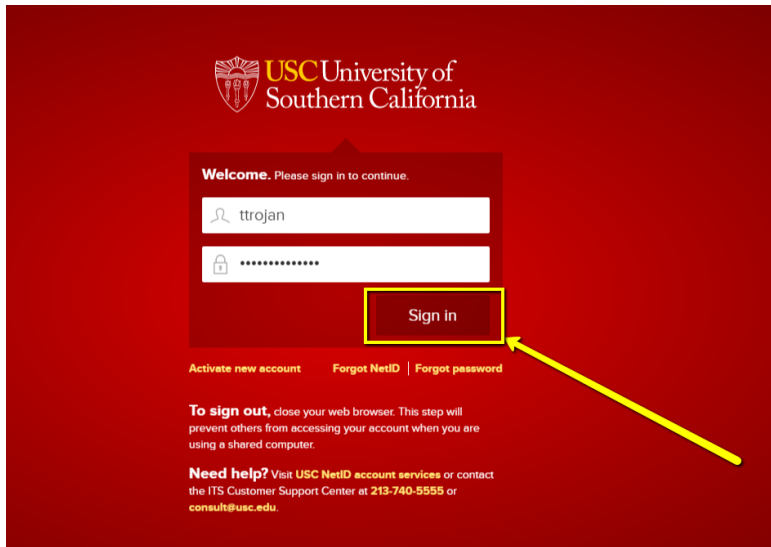 USC University of
Southern California
Welcome. Please sign in to continue.
ttrojan
••••••••••••••
Sign in
Activate new account Forgot NetID | Forgot password
To sign out, close your web browser. This step will
prevent others from accessing your account when you are
using a shared computer.
Need help? Visit USC NetID account services or contact
the ITS Customer Support Center at 213-740-5555 or
consult@usc.edu.